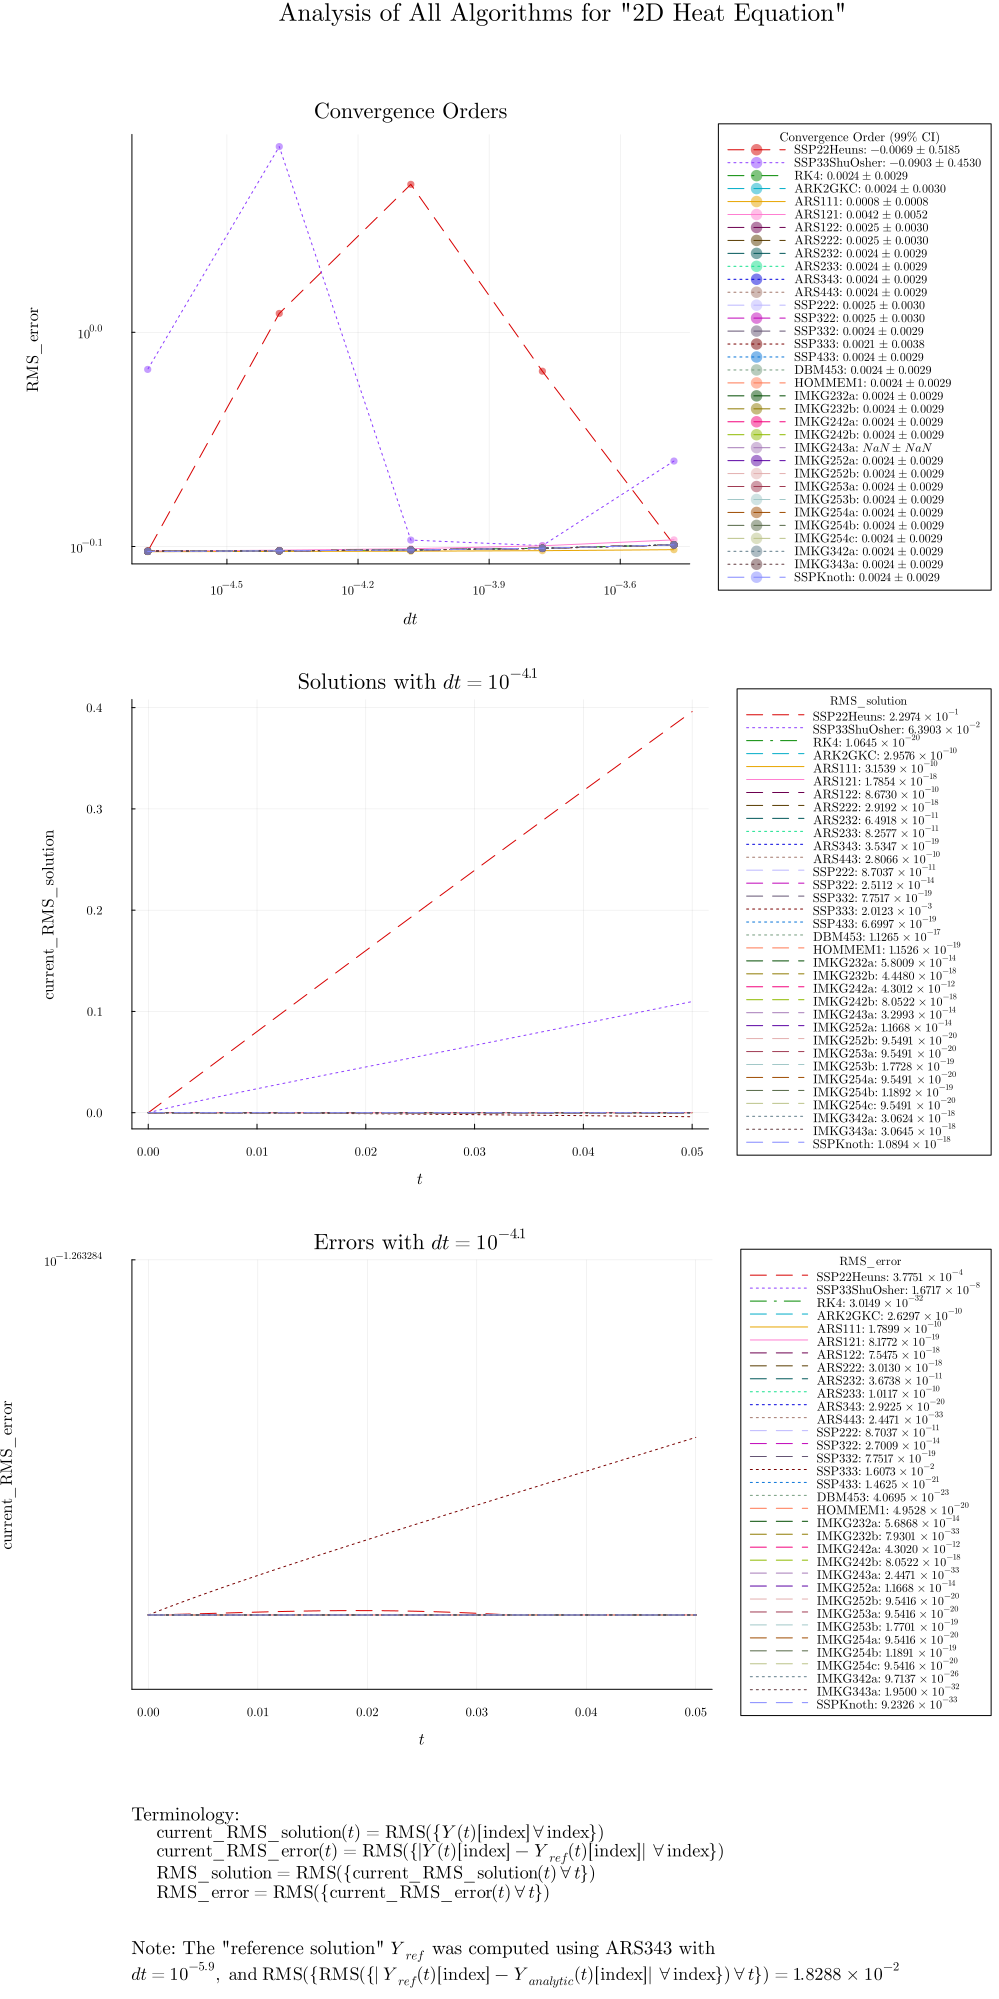 Analysis of All Algorithms for "2D Heat Equation"
Convergence Orders
RMS_error
10^0.0
10^−0.1
10^−4.5
10^−4.2
10^−3.9
10^−3.6
dt
Convergence Order (99% CI)
SSP22Heuns: −0.0069 ± 0.5185
SSP33ShuOsher: −0.0903 ± 0.4530
RK4: 0.0024 ± 0.0029
ARK2GKC: 0.0024 ± 0.0030
ARS111: 0.0008 ± 0.0008
ARS121: 0.0042 ± 0.0052
ARS122: 0.0025 ± 0.0030
ARS222: 0.0025 ± 0.0030
ARS232: 0.0024 ± 0.0029
ARS233: 0.0024 ± 0.0029
ARS343: 0.0024 ± 0.0029
ARS443: 0.0024 ± 0.0029
SSP222: 0.0025 ± 0.0030
SSP322: 0.0025 ± 0.0030
SSP332: 0.0024 ± 0.0029
SSP333: 0.0021 ± 0.0038
SSP433: 0.0024 ± 0.0029
DBM453: 0.0024 ± 0.0029
HOMMEM1: 0.0024 ± 0.0029
IMKG232a: 0.0024 ± 0.0029
IMKG232b: 0.0024 ± 0.0029
IMKG242a: 0.0024 ± 0.0029
IMKG242b: 0.0024 ± 0.0029
IMKG243a: NaN ± NaN
IMKG252a: 0.0024 ± 0.0029
IMKG252b: 0.0024 ± 0.0029
IMKG253a: 0.0024 ± 0.0029
IMKG253b: 0.0024 ± 0.0029
IMKG254a: 0.0024 ± 0.0029
IMKG254b: 0.0024 ± 0.0029
IMKG254c: 0.0024 ± 0.0029
IMKG342a: 0.0024 ± 0.0029
IMKG343a: 0.0024 ± 0.0029
SSPKnoth: 0.0024 ± 0.0029
Solutions with dt = 10^−4.1
current_RMS_solution
0.4
0.3
0.2
0.1
0.0
0.00
0.01
0.02
0.03
0.04
0.05
t
RMS_solution
SSP22Heuns: 2.2974 × 10^−1
SSP33ShuOsher: 6.3903 × 10^−2
RK4: 1.0645 × 10^−20
ARK2GKC: 2.9576 × 10^−10
ARS111: 3.1539 × 10^−10
ARS121: 1.7854 × 10^−18
ARS122: 8.6730 × 10^−10
ARS222: 2.9192 × 10^−18
ARS232: 6.4918 × 10^−11
ARS233: 8.2577 × 10^−11
ARS343: 3.5347 × 10^−19
ARS443: 2.8066 × 10^−10
SSP222: 8.7037 × 10^−11
SSP322: 2.5112 × 10^−14
SSP332: 7.7517 × 10^−19
SSP333: 2.0123 × 10^−3
SSP433: 6.6997 × 10^−19
DBM453: 1.1265 × 10^−17
HOMMEM1: 1.1526 × 10^−19
IMKG232a: 5.8009 × 10^−14
IMKG232b: 4.4480 × 10^−18
IMKG242a: 4.3012 × 10^−12
IMKG242b: 8.0522 × 10^−18
IMKG243a: 3.2993 × 10^−14
IMKG252a: 1.1668 × 10^−14
IMKG252b: 9.5491 × 10^−20
IMKG253a: 9.5491 × 10^−20
IMKG253b: 1.7728 × 10^−19
IMKG254a: 9.5491 × 10^−20
IMKG254b: 1.1892 × 10^−19
IMKG254c: 9.5491 × 10^−20
IMKG342a: 3.0624 × 10^−18
IMKG343a: 3.0645 × 10^−18
SSPKnoth: 1.0894 × 10^−18
Errors with dt = 10^−4.1
current_RMS_error
10^−1.263284
0.00
0.01
0.02
0.03
0.04
0.05
t
RMS_error
SSP22Heuns: 3.7751 × 10^−4
SSP33ShuOsher: 1.6717 × 10^−8
RK4: 3.0149 × 10^−32
ARK2GKC: 2.6297 × 10^−10
ARS111: 1.7899 × 10^−10
ARS121: 8.1772 × 10^−19
ARS122: 7.5475 × 10^−18
ARS222: 3.0130 × 10^−18
ARS232: 3.6738 × 10^−11
ARS233: 1.0117 × 10^−10
ARS343: 2.9225 × 10^−20
ARS443: 2.4471 × 10^−33
SSP222: 8.7037 × 10^−11
SSP322: 2.7009 × 10^−14
SSP332: 7.7517 × 10^−19
SSP333: 1.6073 × 10^−2
SSP433: 1.4625 × 10^−21
DBM453: 4.0695 × 10^−23
HOMMEM1: 4.9528 × 10^−20
IMKG232a: 5.6868 × 10^−14
IMKG232b: 7.9301 × 10^−33
IMKG242a: 4.3020 × 10^−12
IMKG242b: 8.0522 × 10^−18
IMKG243a: 2.4471 × 10^−33
IMKG252a: 1.1668 × 10^−14
IMKG252b: 9.5416 × 10^−20
IMKG253a: 9.5416 × 10^−20
IMKG253b: 1.7701 × 10^−19
IMKG254a: 9.5416 × 10^−20
IMKG254b: 1.1891 × 10^−19
IMKG254c: 9.5416 × 10^−20
IMKG342a: 9.7137 × 10^−26
IMKG343a: 1.9500 × 10^−32
SSPKnoth: 9.2326 × 10^−33
Terminology:
current_RMS_solution(t) = RMS({Y(t)[index] ∀ index})
current_RMS_error(t) = RMS({|Y(t)[index] − Y_ref(t)[index]| ∀ index})
RMS_solution = RMS({current_RMS_solution(t) ∀ t})
RMS_error = RMS({current_RMS_error(t) ∀ t})
Note: The "reference solution" Y_ref was computed using ARS343 with
dt = 10^−5.9, and RMS({RMS({| Y_ref(t)[index] − Y_analytic(t)[index]| ∀ index}) ∀ t}) = 1.8288 × 10^−2